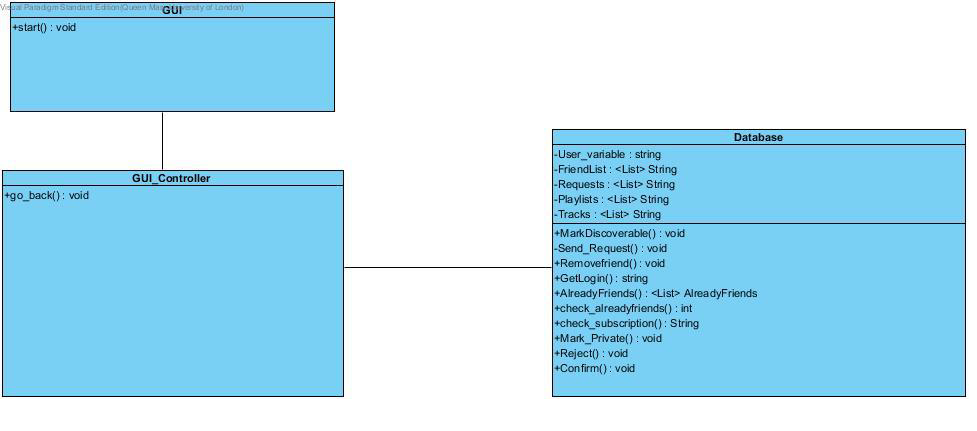 Visual Paradigm Standard Edition(Queen Mary University of London)
GUI
+start() : void
GUI_Controller
+go_back() : void
Database
-User_variable : string
-FriendList : <List> String
-Requests : <List> String
-Playlists : <List> String
-Tracks : <List> String
+MarkDiscoverable() : void
-Send_Request() : void
+Removefriend() : void
+GetLogin() : string
+AlreadyFriends() : <List> AlreadyFriends
+check_alreadyfriends() : int
+check_subscription() : String
+Mark_Private() : void
+Reject() : void
+Confirm() : void